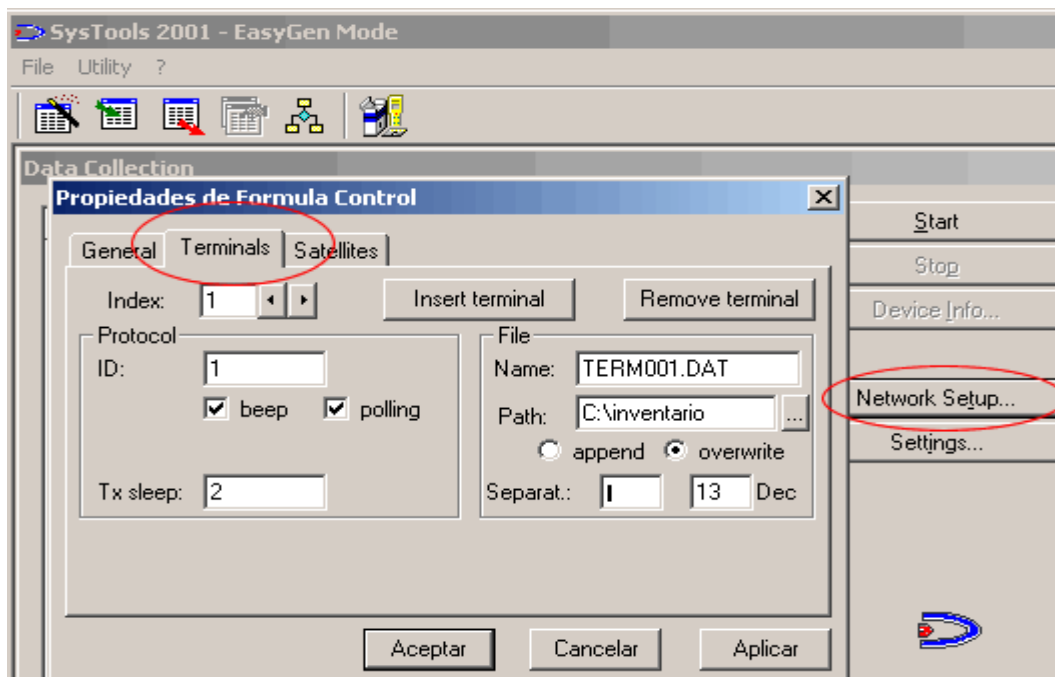 SysTools 2001 - EasyGen Mode
File Utility ?
Data Collection
Propiedades de Formula Control
General Terminals Satellites
Index: 1 Insert terminal Remove terminal
Protocol
ID: 1
beep polling
Tx sleep: 2
File
Name: TERM001.DAT
Path: C:\inventario ...
append overwrite
Separat.: 13 Dec
Aceptar Cancelar Aplicar
Start
Stop
Device Info...
Network Setup...
Settings...